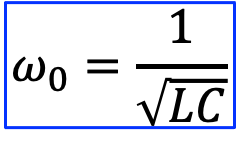 ω₀ = 1/√(LC)